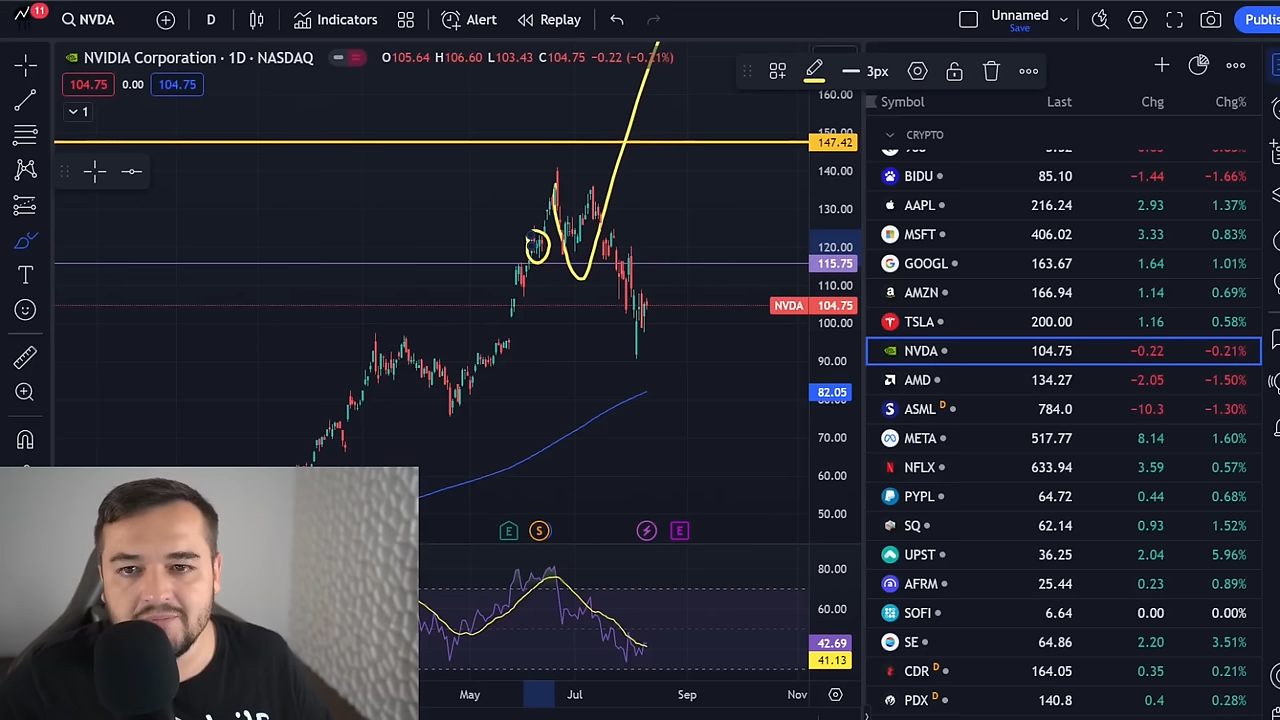 11
NVDA
D
Indicators
Alert
Replay
Unnamed
Save
Publis
NVIDIA Corporation · 1D · NASDAQ
O105.64 H106.60 L103.43 C104.75 −0.22 (−0.21%)
104.75 0.00 104.75
1
3px
160.00
150.00
147.42
140.00
130.00
120.00
115.75
110.00
NVDA 104.75
100.00
90.00
82.05
70.00
60.00
50.00
E S E
80.00
60.00
42.69
41.13
May Jul Sep Nov
Symbol Last Chg Chg%
CRYPTO
BIDU 85.10 −1.44 −1.66%
AAPL 216.24 2.93 1.37%
MSFT 406.02 3.33 0.83%
GOOGL 163.67 1.64 1.01%
AMZN 166.94 1.14 0.69%
TSLA 200.00 1.16 0.58%
NVDA 104.75 −0.22 −0.21%
AMD 134.27 −2.05 −1.50%
ASML D 784.0 −10.3 −1.30%
META 517.77 8.14 1.60%
NFLX 633.94 3.59 0.57%
PYPL 64.72 0.44 0.68%
SQ 62.14 0.93 1.52%
UPST 36.25 2.04 5.96%
AFRM 25.44 0.23 0.89%
SOFI 6.64 0.00 0.00%
SE 64.86 2.20 3.51%
CDR D 164.05 0.35 0.21%
PDX D 140.8 0.4 0.28%